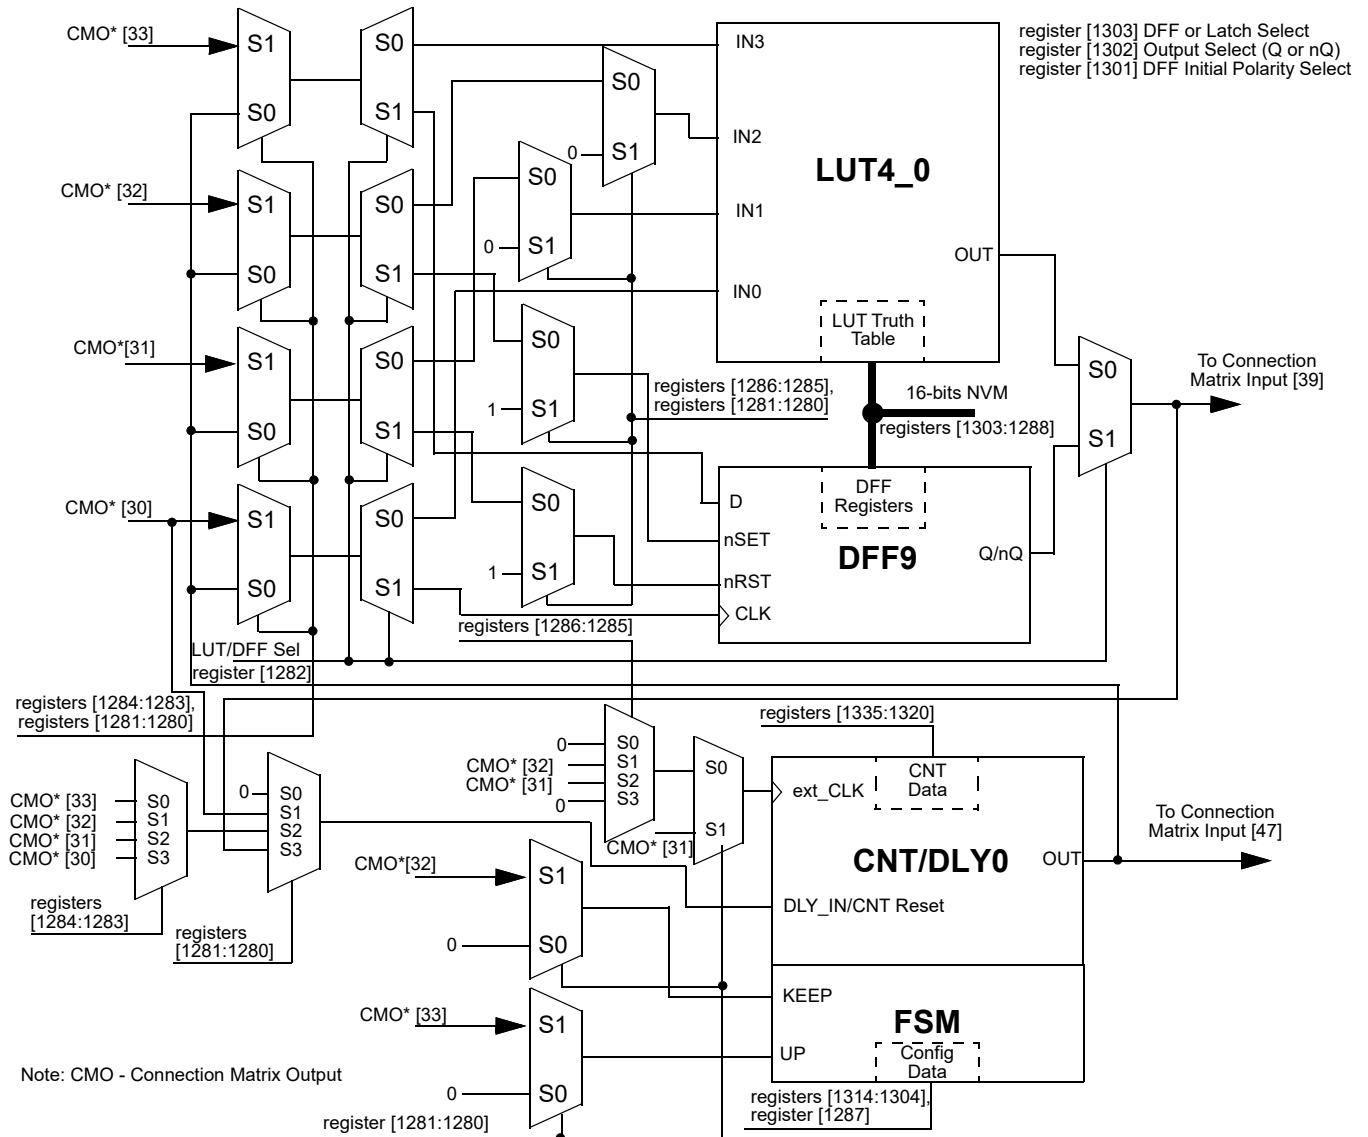 CMO* [33]
S1
S0
S0
S1
IN3
register [1303] DFF or Latch Select
register [1302] Output Select (Q or nQ)
register [1301] DFF Initial Polarity Select
S0
0
S1
IN2
LUT4_0
CMO* [32]
S1
S0
S0
S1
S0
0
S1
IN1
OUT
IN0
LUT Truth
Table
CMO*[31]
S1
S0
S0
S1
S0
1
S1
registers [1286:1285],
registers [1281:1280]
16-bits NVM
registers [1303:1288]
S0
S1
To Connection
Matrix Input [39]
CMO* [30]
S1
S0
S0
S1
S0
1
S1
D
nSET
nRST
CLK
DFF
Registers
DFF9
Q/nQ
registers [1286:1285]
LUT/DFF Sel
register [1282]
registers [1284:1283],
registers [1281:1280]
CMO* [33]
CMO* [32]
CMO* [31]
CMO* [30]
S0
S1
S2
S3
registers
[1284:1283]
0
S0
S1
S2
S3
registers
[1281:1280]
0
CMO* [32]
CMO* [31]
0
S0
S1
S2
S3
S0
S1
CMO* [31]
registers [1335:1320]
ext_CLK
CNT
Data
CNT/DLY0
OUT
DLY_IN/CNT Reset
To Connection
Matrix Input [47]
CMO*[32]
S1
0
S0
KEEP
FSM
CMO* [33]
S1
0
S0
UP
Config
Data
registers [1314:1304],
register [1287]
register [1281:1280]
Note: CMO - Connection Matrix Output